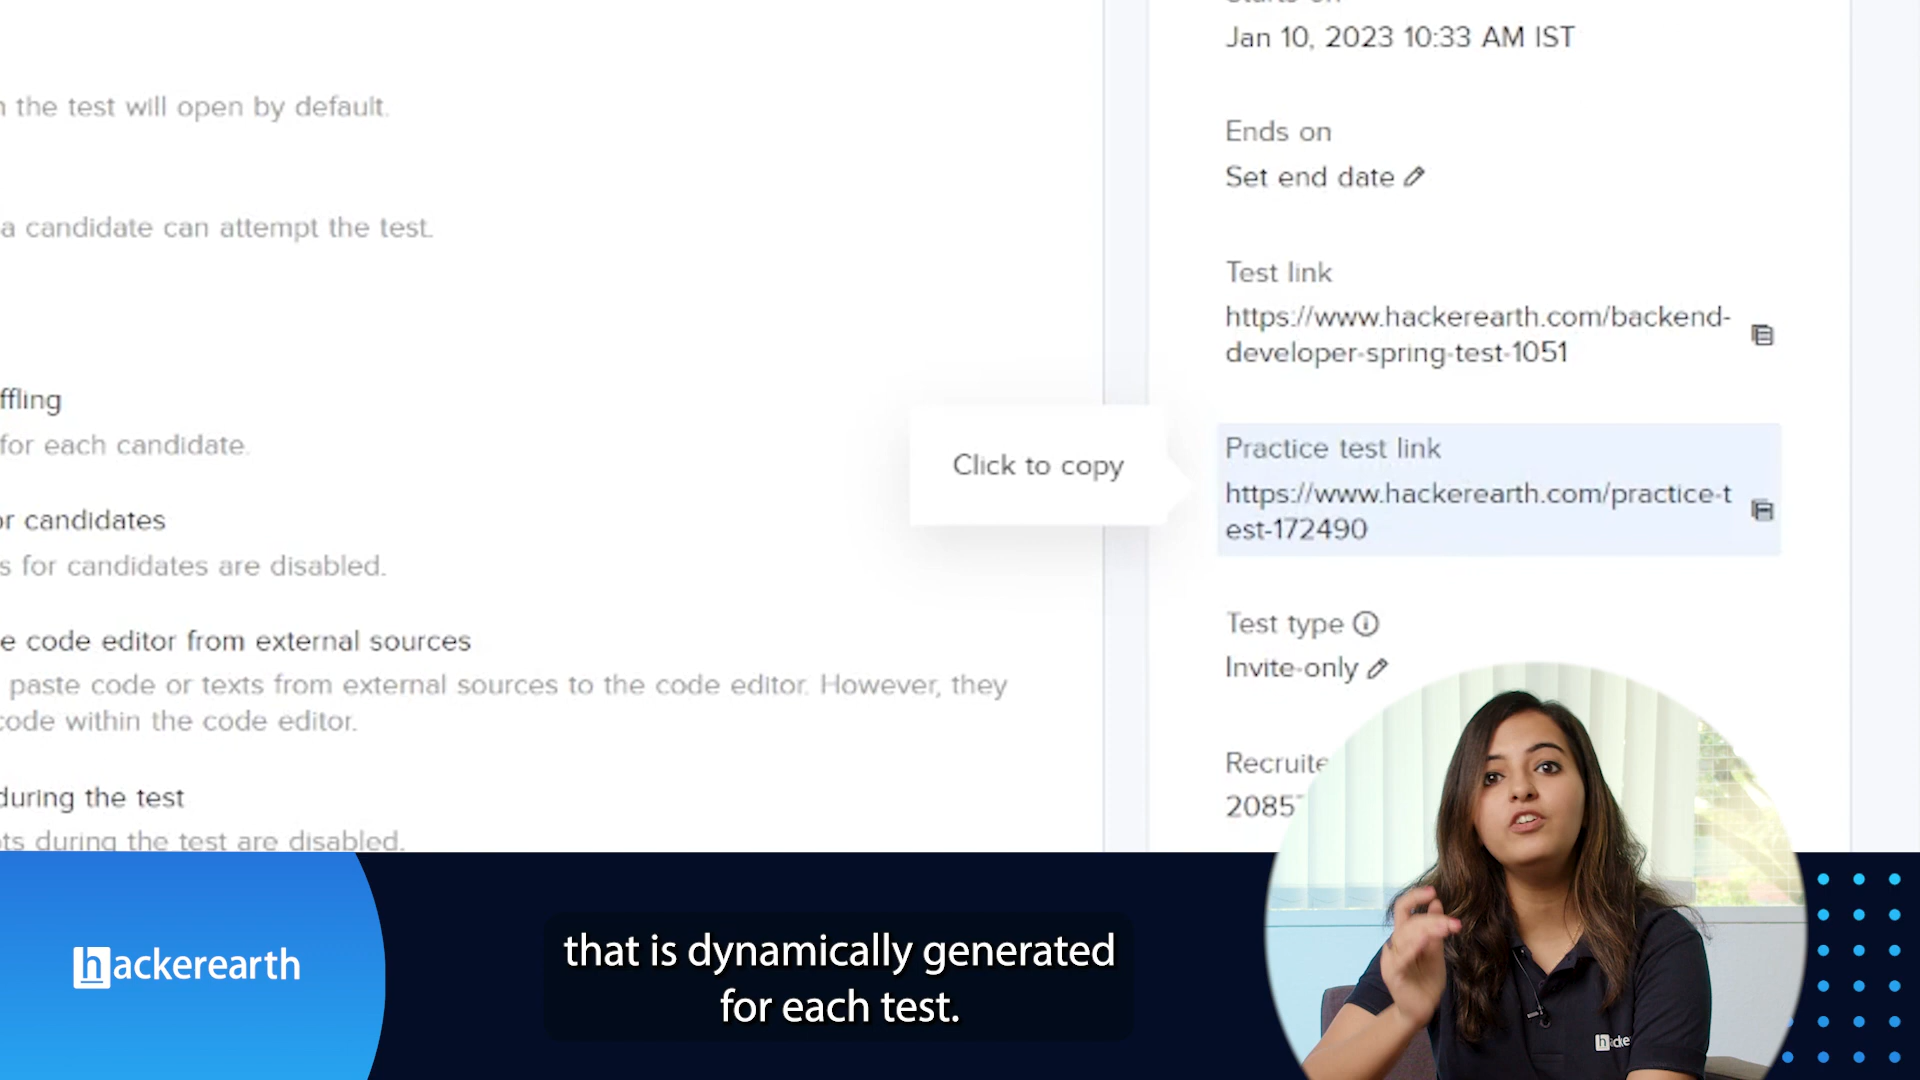 Jan 10, 2023 10:33 AM IST
the test will open by default.
Ends on
Set end date
a candidate can attempt the test.
Test link
https://www.hackerearth.com/backend-
developer-spring-test-1051
ffling
for each candidate.
Click to copy
Practice test link
https://www.hackerearth.com/practice-t
est-172490
or candidates
s for candidates are disabled.
Test type
Invite-only
e code editor from external sources
paste code or texts from external sources to the code editor. However, they
code within the code editor.
Recruite
2085
during the test
ts during the test are disabled.
hackerearth
that is dynamically generated
for each test.
hacke